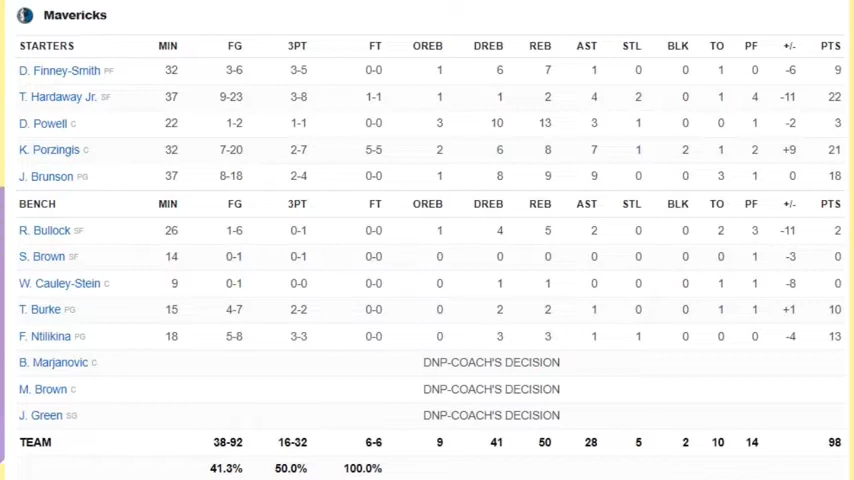 Mavericks
STARTERS MIN FG 3PT FT OREB DREB REB AST STL BLK TO PF +/- PTS
D. Finney-Smith PF 32 3-6 3-5 0-0 1 6 7 1 0 0 1 0 -6 9
T. Hardaway Jr. SF 37 9-23 3-8 1-1 1 1 2 4 2 0 1 4 -11 22
D. Powell C 22 1-2 1-1 0-0 3 10 13 3 1 0 0 1 -2 3
K. Porzingis C 32 7-20 2-7 5-5 2 6 8 7 1 2 1 2 +9 21
J. Brunson PG 37 8-18 2-4 0-0 1 8 9 9 0 0 3 1 0 18
BENCH MIN FG 3PT FT OREB DREB REB AST STL BLK TO PF +/- PTS
R. Bullock SF 26 1-6 0-1 0-0 1 4 5 2 0 0 2 3 -11 2
S. Brown SF 14 0-1 0-1 0-0 0 0 0 0 0 0 0 1 -3 0
W. Cauley-Stein C 9 0-1 0-0 0-0 0 1 1 0 0 0 1 1 -8 0
T. Burke PG 15 4-7 2-2 0-0 0 2 2 1 0 0 1 1 +1 10
F. Ntilikina PG 18 5-8 3-3 0-0 0 3 3 1 1 0 0 0 -4 13
B. Marjanovic C DNP-COACH'S DECISION
M. Brown C DNP-COACH'S DECISION
J. Green SG DNP-COACH'S DECISION
TEAM 38-92 16-32 6-6 9 41 50 28 5 2 10 14 98
41.3% 50.0% 100.0%